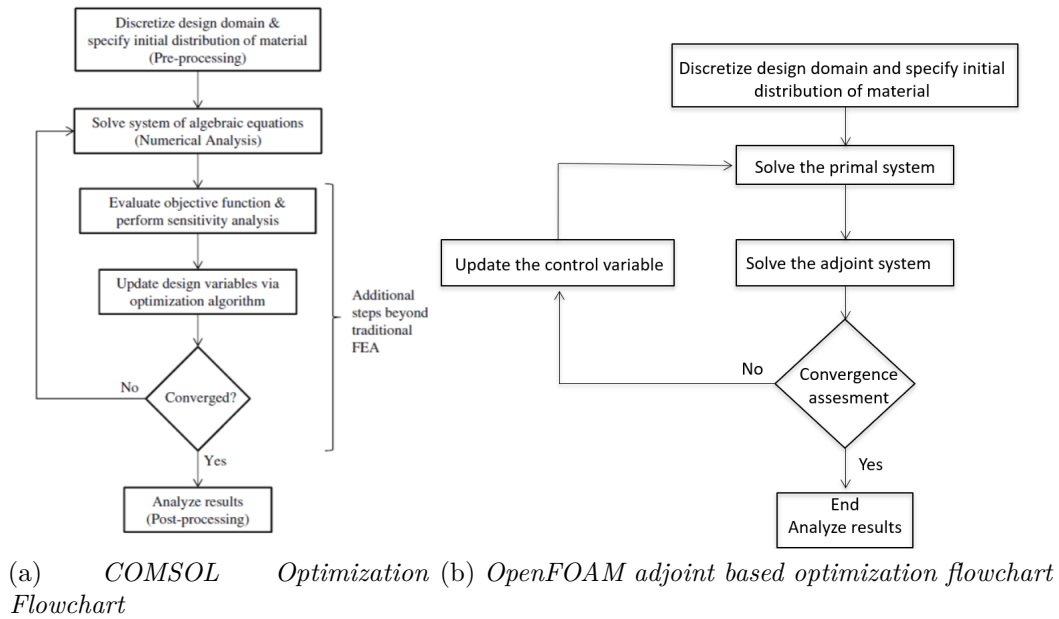 Discretize design domain &
specify initial distribution of material
(Pre-processing)
Solve system of algebraic equations
(Numerical Analysis)
Evaluate objective function &
perform sensitivity analysis
Update design variables via
optimization algorithm
Additional
steps beyond
traditional
FEA
No
Converged?
Yes
Analyze results
(Post-processing)
(a) COMSOL Optimization
Flowchart
Discretize design domain and specify initial
distribution of material
Solve the primal system
Update the control variable
Solve the adjoint system
No
Convergence
assesment
Yes
End
Analyze results
(b) OpenFOAM adjoint based optimization flowchart